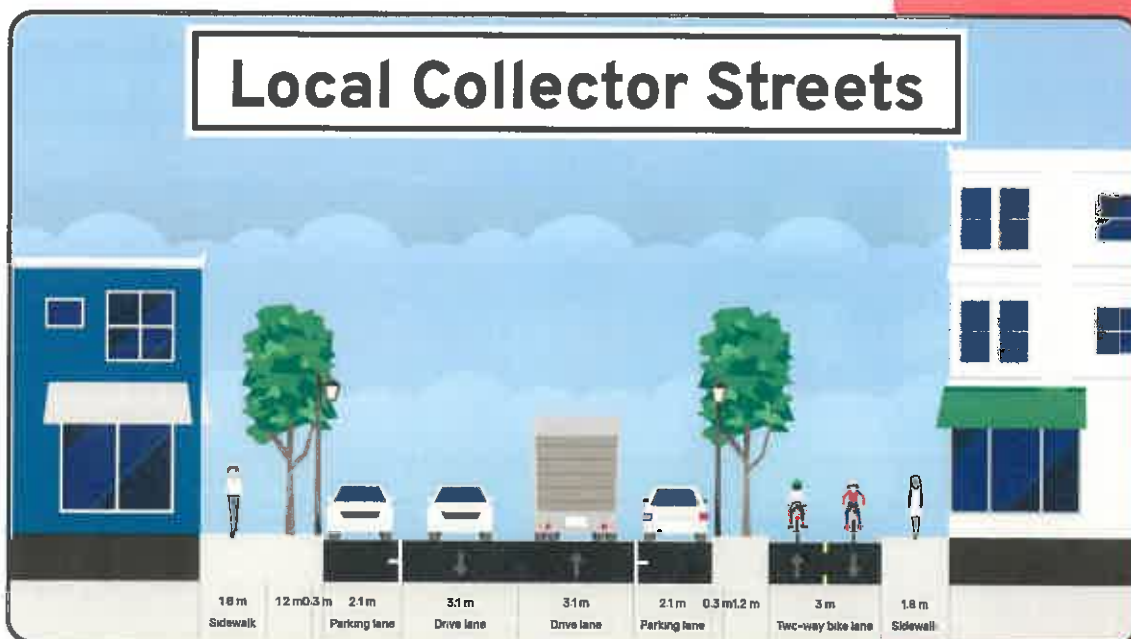 Local Collector Streets
1.8 m 1.2 m 0.3 m 2.1 m 3.1 m 3.1 m 2.1 m 0.3 m 1.2 m 3 m 1.8 m
Sidewalk Parking lane Drive lane Drive lane Parking lane Two-way bike lane Sidewalk